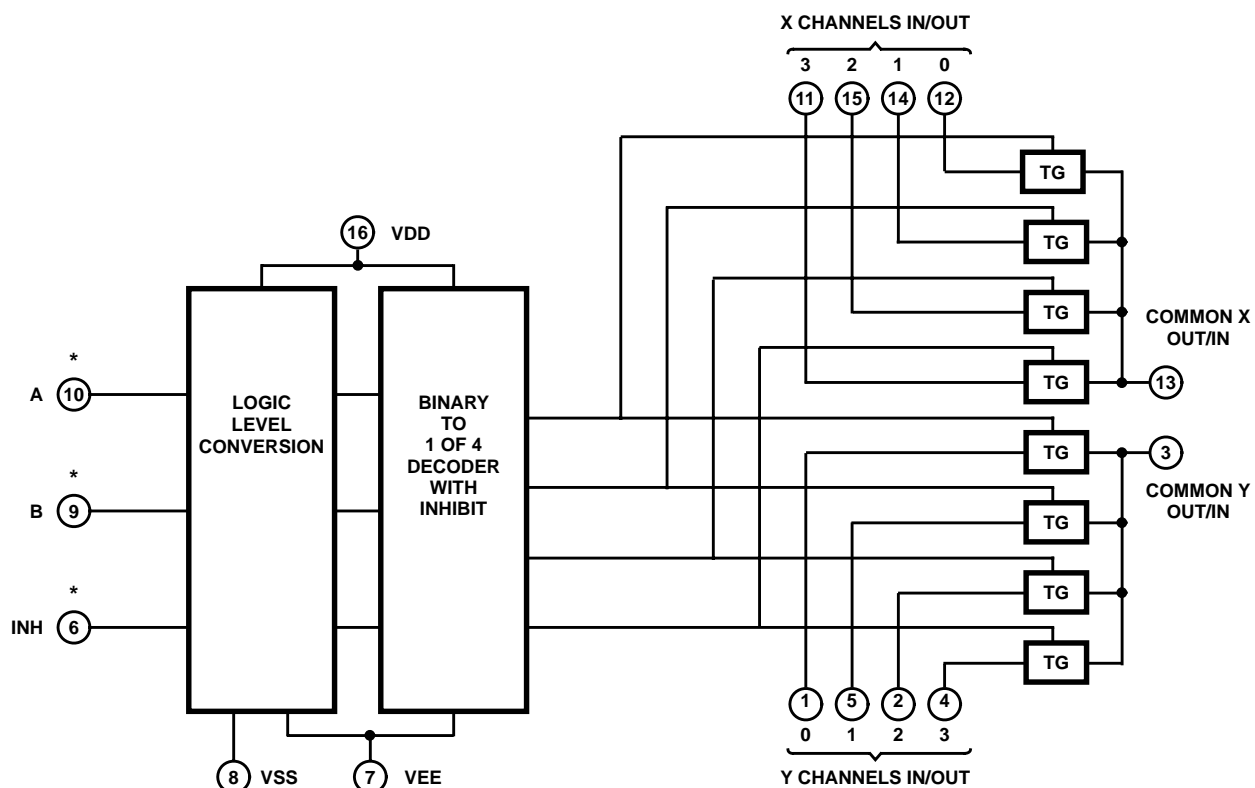 X CHANNELS IN/OUT
3 2 1 0
11 15 14 12
TG
TG
TG
TG
COMMON X
OUT/IN
13
16 VDD
*
A 10
*
B 9
*
INH 6
LOGIC
LEVEL
CONVERSION
BINARY
TO
1 OF 4
DECODER
WITH
INHIBIT
TG
TG
TG
TG
3
COMMON Y
OUT/IN
1 5 2 4
0 1 2 3
Y CHANNELS IN/OUT
8 VSS
7 VEE